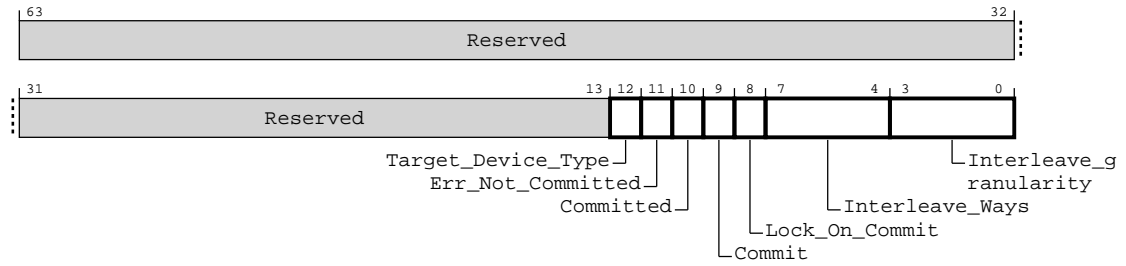 63 32
Reserved
31 13 12 11 10 9 8 7 4 3 0
Reserved
Target_Device_Type
Interleave_g
Err_Not_Committed
ranularity
Committed
Interleave_Ways
Lock_On_Commit
Commit